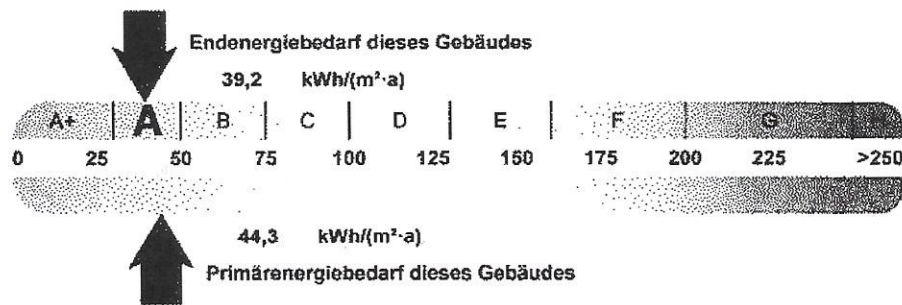 Endenergiebedarf dieses Gebäudes
39,2 kWh/(m²·a)
A+ A B C D E F G H
0 25 50 75 100 125 150 175 200 225 >250
44,3 kWh/(m²·a)
Primärenergiebedarf dieses Gebäudes